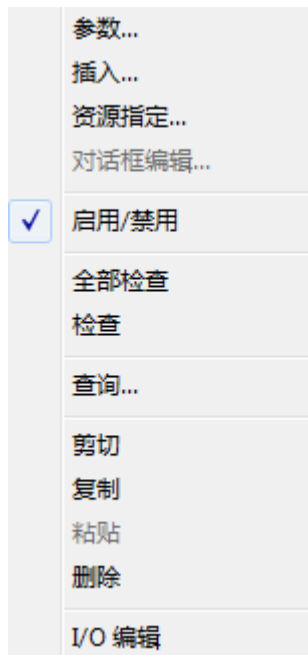 参数...
插入...
资源指定...
对话框编辑...
启用/禁用
全部检查
检查
查询...
剪切
复制
粘贴
删除
I/O 编辑